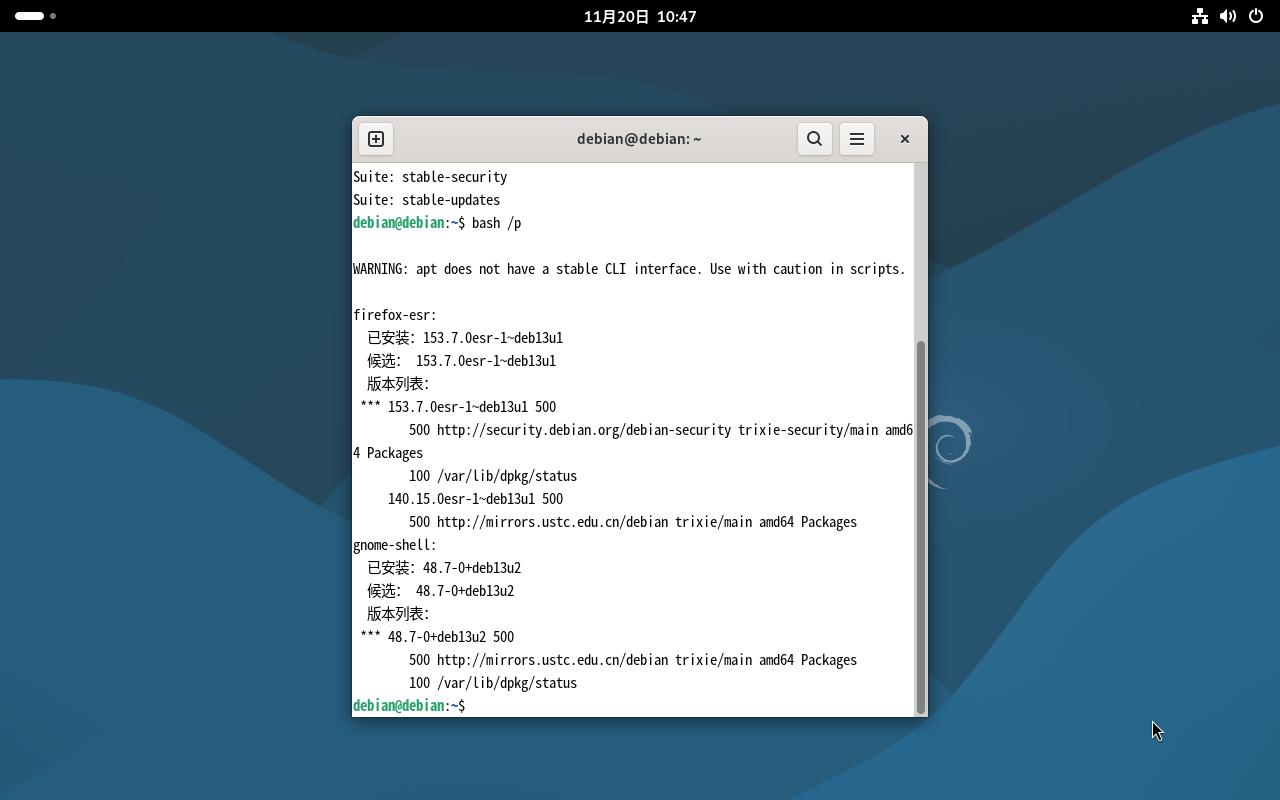 11月20日 10:47
debian@debian: ~
Suite: stable-security
Suite: stable-updates
debian@debian:~$ bash /p
WARNING: apt does not have a stable CLI interface. Use with caution in scripts.
firefox-esr:
已安装：153.7.0esr-1~deb13u1
候选： 153.7.0esr-1~deb13u1
版本列表：
*** 153.7.0esr-1~deb13u1 500
500 http://security.debian.org/debian-security trixie-security/main amd6
4 Packages
100 /var/lib/dpkg/status
140.15.0esr-1~deb13u1 500
500 http://mirrors.ustc.edu.cn/debian trixie/main amd64 Packages
gnome-shell:
已安装：48.7-0+deb13u2
候选： 48.7-0+deb13u2
版本列表：
*** 48.7-0+deb13u2 500
500 http://mirrors.ustc.edu.cn/debian trixie/main amd64 Packages
100 /var/lib/dpkg/status
debian@debian:~$